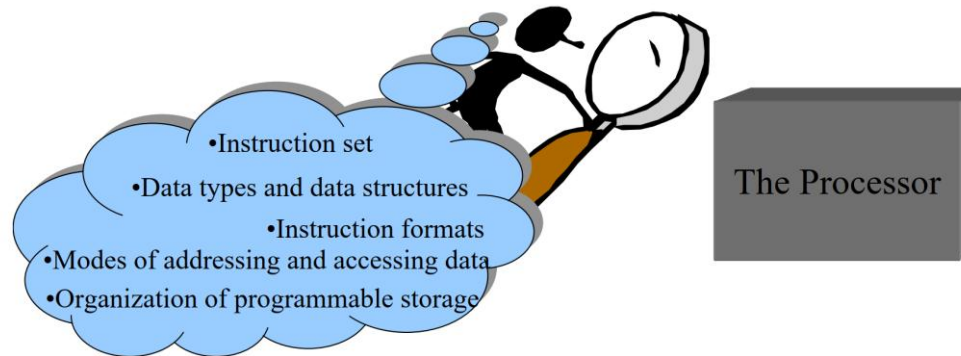 •Instruction set
•Data types and data structures
•Instruction formats
•Modes of addressing and accessing data
•Organization of programmable storage
The Processor